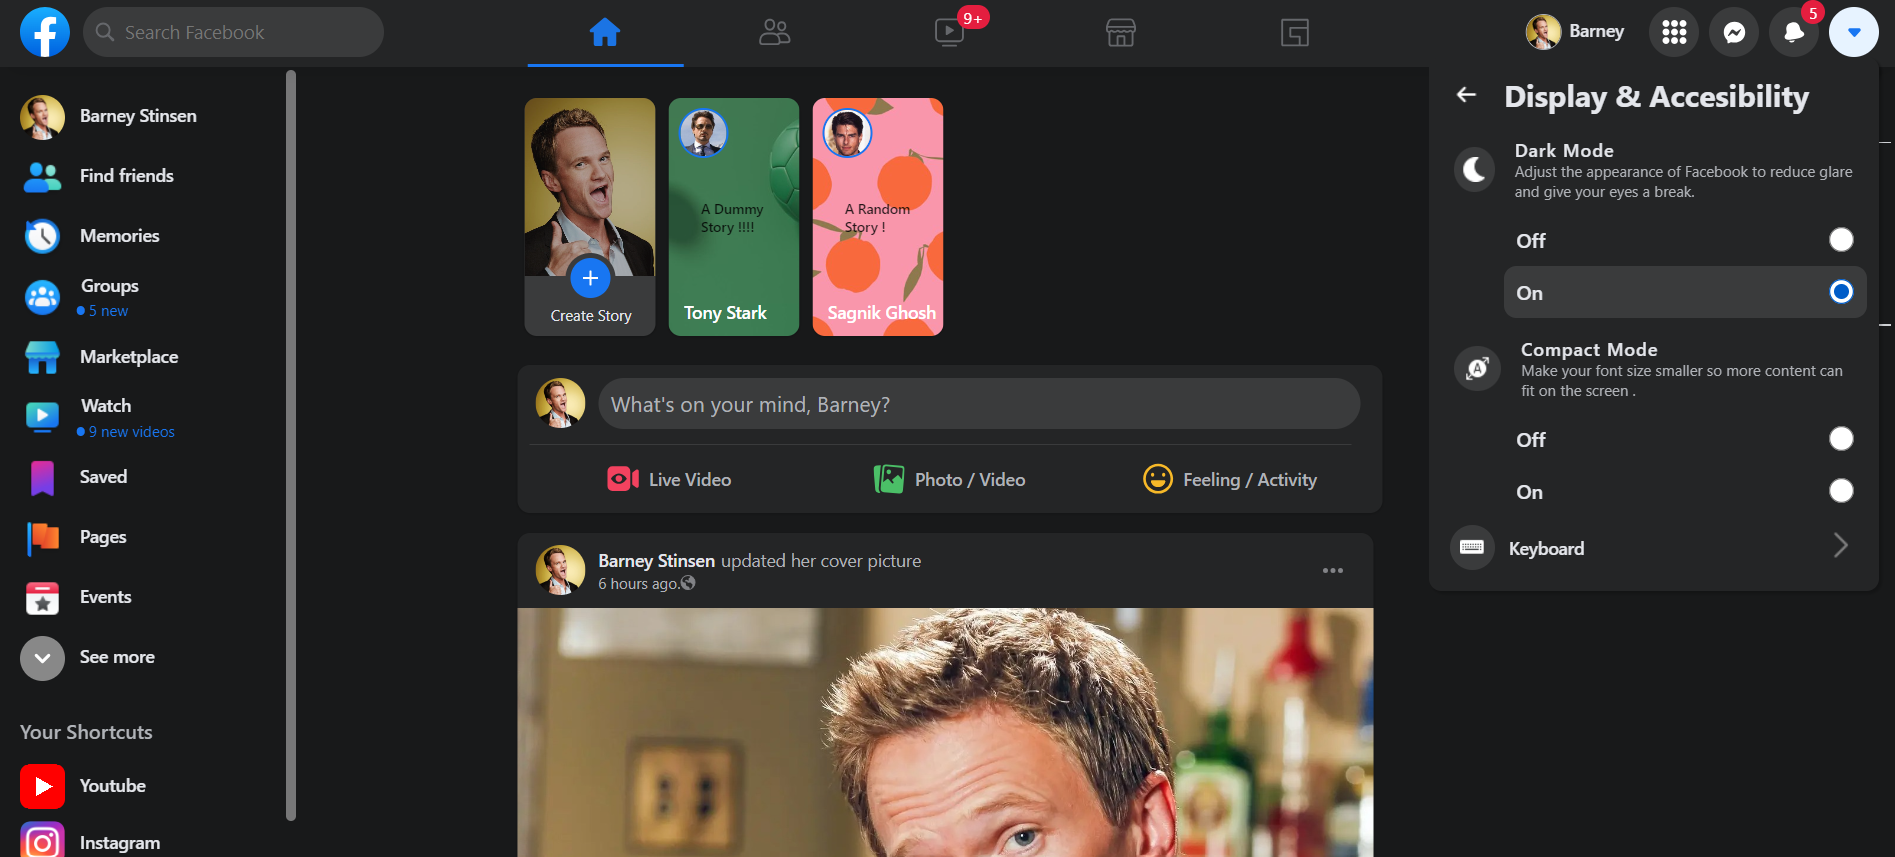 Search Facebook
9+
Barney
5
Barney Stinsen
Find friends
Memories
Groups
5 new
Marketplace
Watch
9 new videos
Saved
Pages
Events
See more
Your Shortcuts
Youtube
Instagram
Create Story
A Dummy
Story !!!!
Tony Stark
A Random
Story !
Sagnik Ghosh
What's on your mind, Barney?
Live Video
Photo / Video
Feeling / Activity
Barney Stinsen updated her cover picture
6 hours ago.
Display & Accesibility
Dark Mode
Adjust the appearance of Facebook to reduce glare
and give your eyes a break.
Off
On
Compact Mode
Make your font size smaller so more content can
fit on the screen .
Off
On
Keyboard